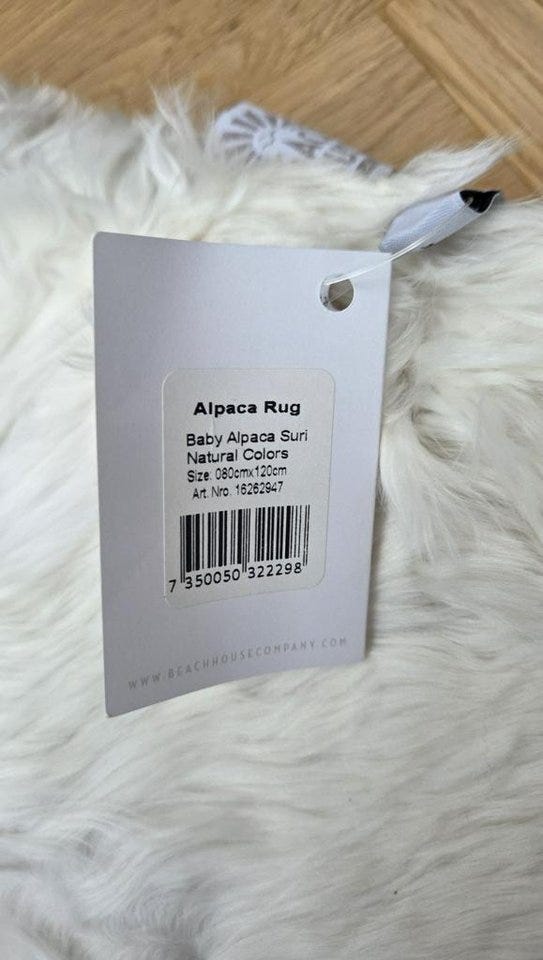 Alpaca Rug
Baby Alpaca Suri
Natural Colors
Size: 080cmx120cm
Art. Nro. 16262947
7 350050 322298
WWW.BEACHHOUSECOMPANY.COM